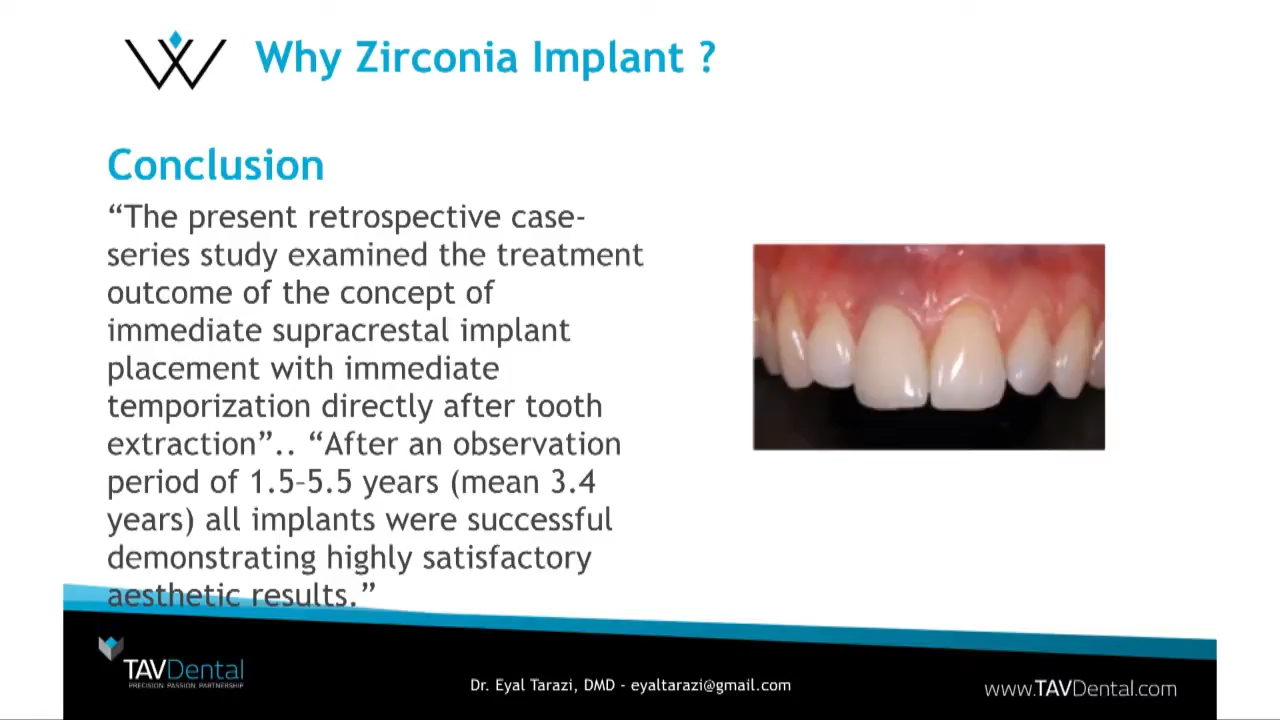 Why Zirconia Implant ?
Conclusion
“The present retrospective case-
series study examined the treatment
outcome of the concept of
immediate supracrestal implant
placement with immediate
temporization directly after tooth
extraction”.. “After an observation
period of 1.5–5.5 years (mean 3.4
years) all implants were successful
demonstrating highly satisfactory
aesthetic results.”
TAVDental
PRECISION. PASSION. PARTNERSHIP
Dr. Eyal Tarazi, DMD - eyaltarazi@gmail.com
www.TAVDental.com